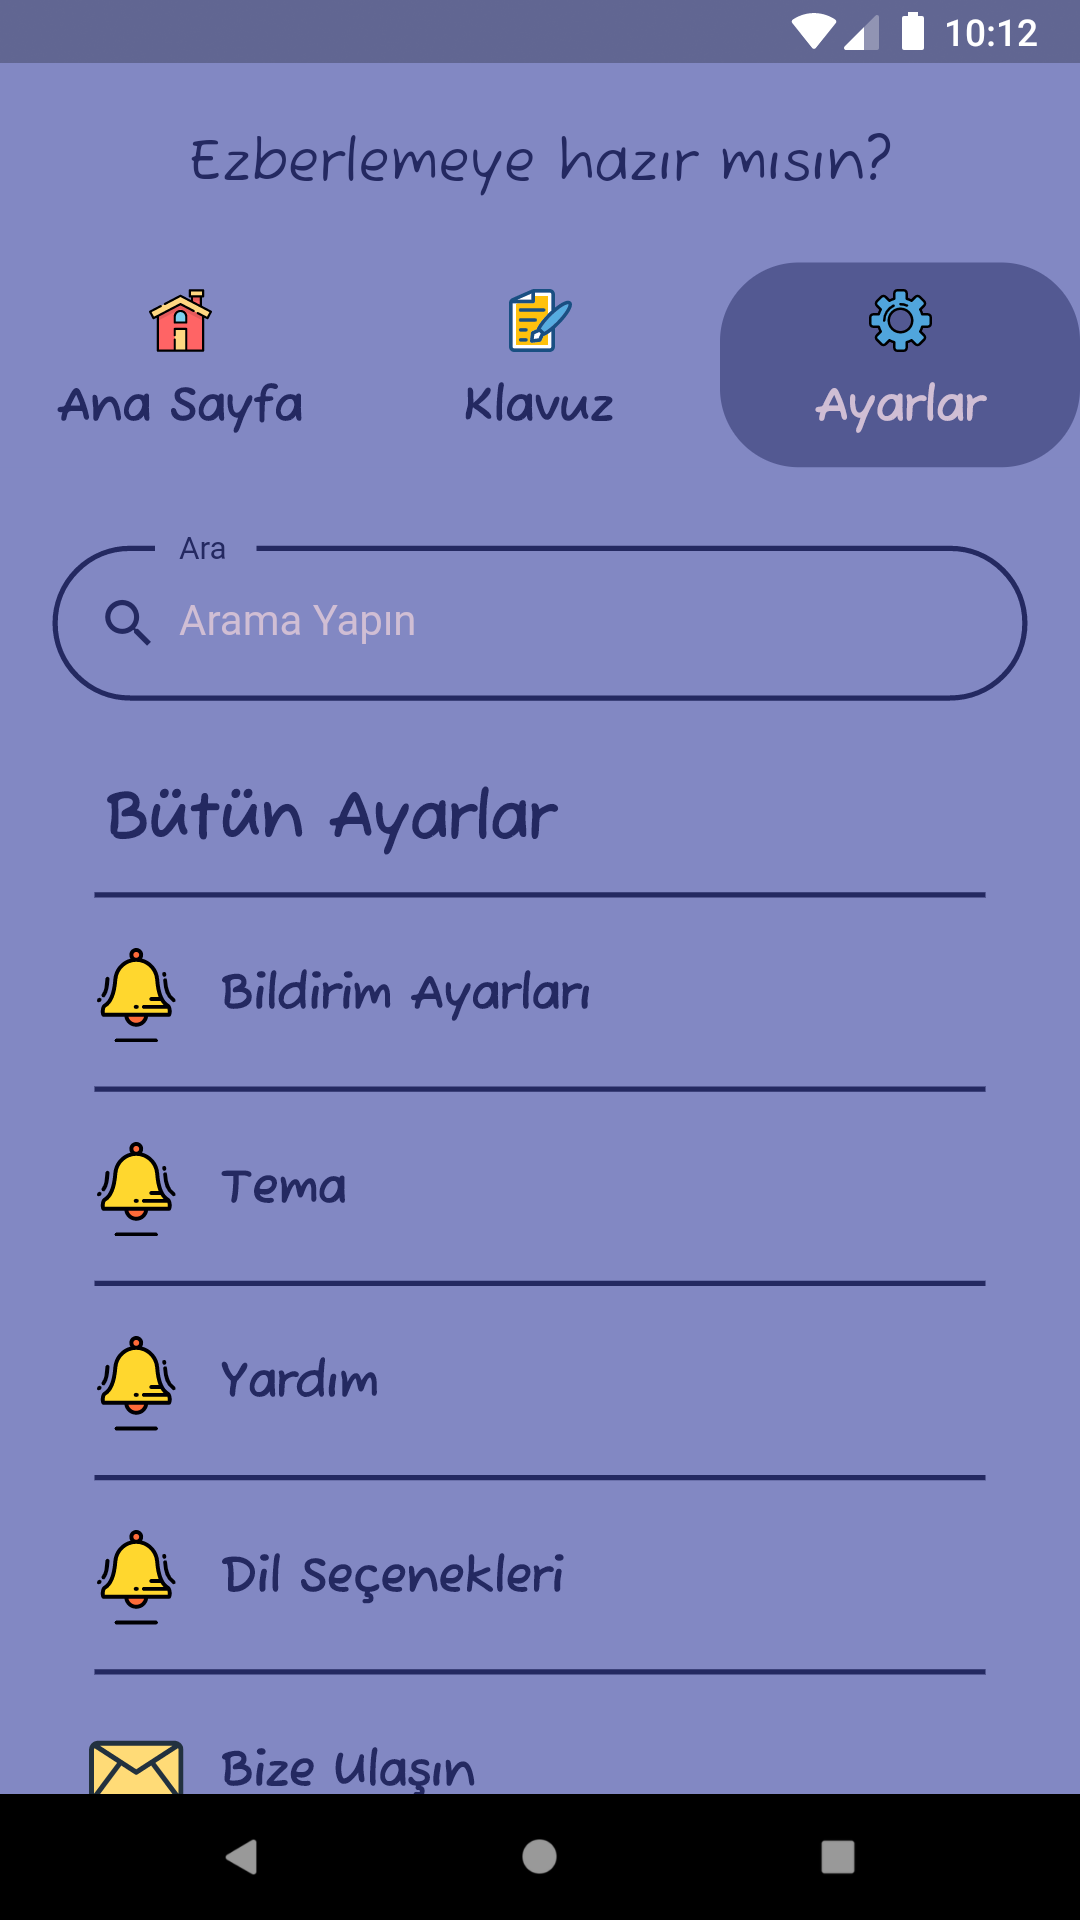 10:12
Ezberlemeye hazır mısın?
Ana Sayfa
Klavuz
Ayarlar
Ara
Arama Yapın
Bütün Ayarlar
Bildirim Ayarları
Tema
Yardım
Dil Seçenekleri
Bize Ulaşın